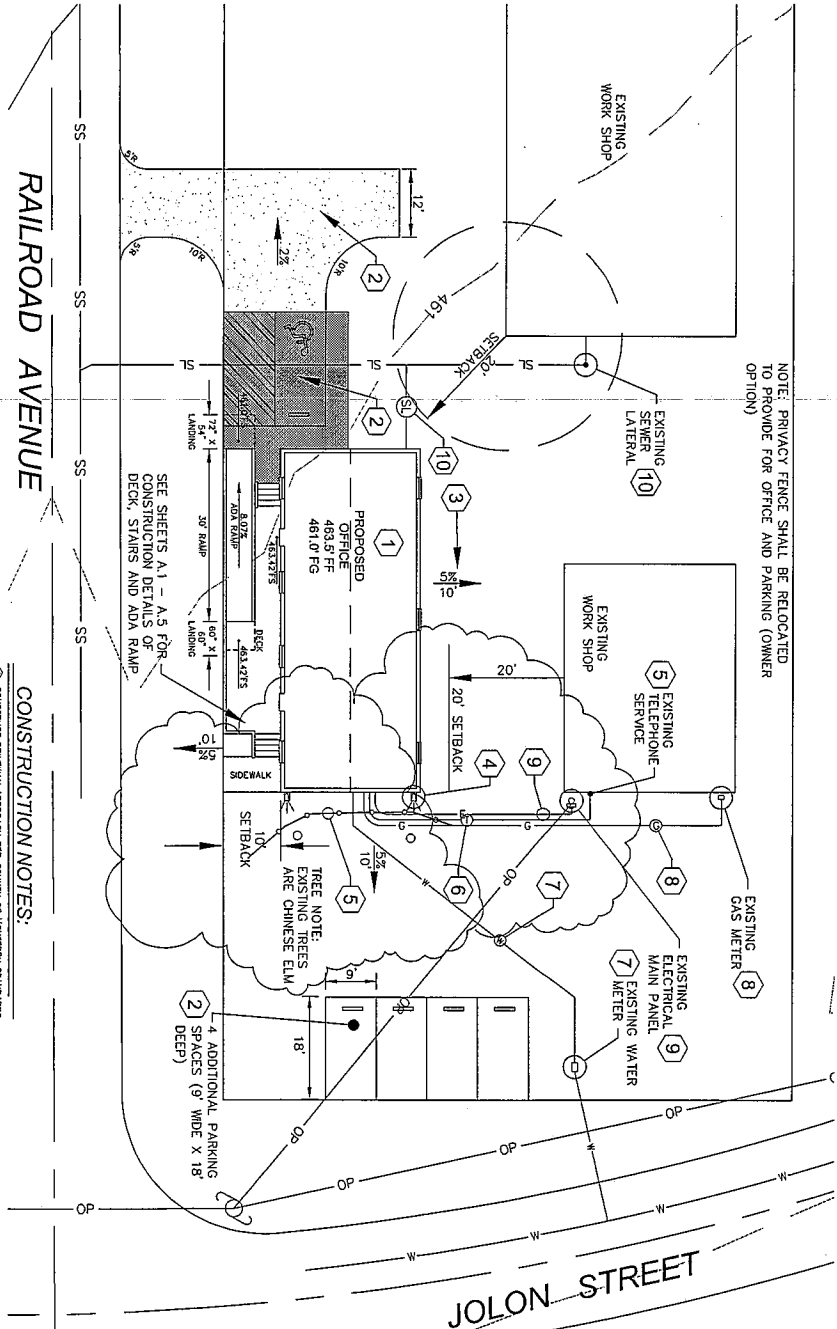 NOTE: PRIVACY FENCE SHALL BE RELOCATED
TO PROVIDE FOR OFFICE AND PARKING (OWNER
OPTION)
EXISTING
WORK SHOP
EXISTING
SEWER
LATERAL
10
EXISTING
WORK SHOP
5
EXISTING
TELEPHONE
SERVICE
EXISTING
GAS METER
8
EXISTING
ELECTRICAL
MAIN PANEL
9
7
EXISTING WATER
METER
12'
5'R
5'R
10'R
10'R
2%
2
2
461
20'
SETBACK
SL
SL
SL
SL
10
3
5%
10'
1
PROPOSED
OFFICE
463.5' FF
461.0' FG
463.42'FS
72" X
54"
LANDING
8.07%
ADA RAMP
30' RAMP
DECK
463.42'FS
60" X
60"
LANDING
SEE SHEETS A.1 – A.5 FOR
CONSTRUCTION DETAILS OF
DECK, STAIRS AND ADA RAMP
5%
10'
SIDEWALK
20'
20' SETBACK
4
9
E
T
G
G
G
8
6
5
7
W
W
W
5%
10'
10'
SETBACK
TREE NOTE:
EXISTING TREES
ARE CHINESE ELM
9'
18'
2
4 ADDITIONAL PARKING
SPACES (9' WIDE X 18'
DEEP)
OP
OP
OP
OP
OP
OP
OP
W
W
W
W
SS
SS
SS
SS
RAILROAD AVENUE
JOLON STREET
CONSTRUCTION NOTES: